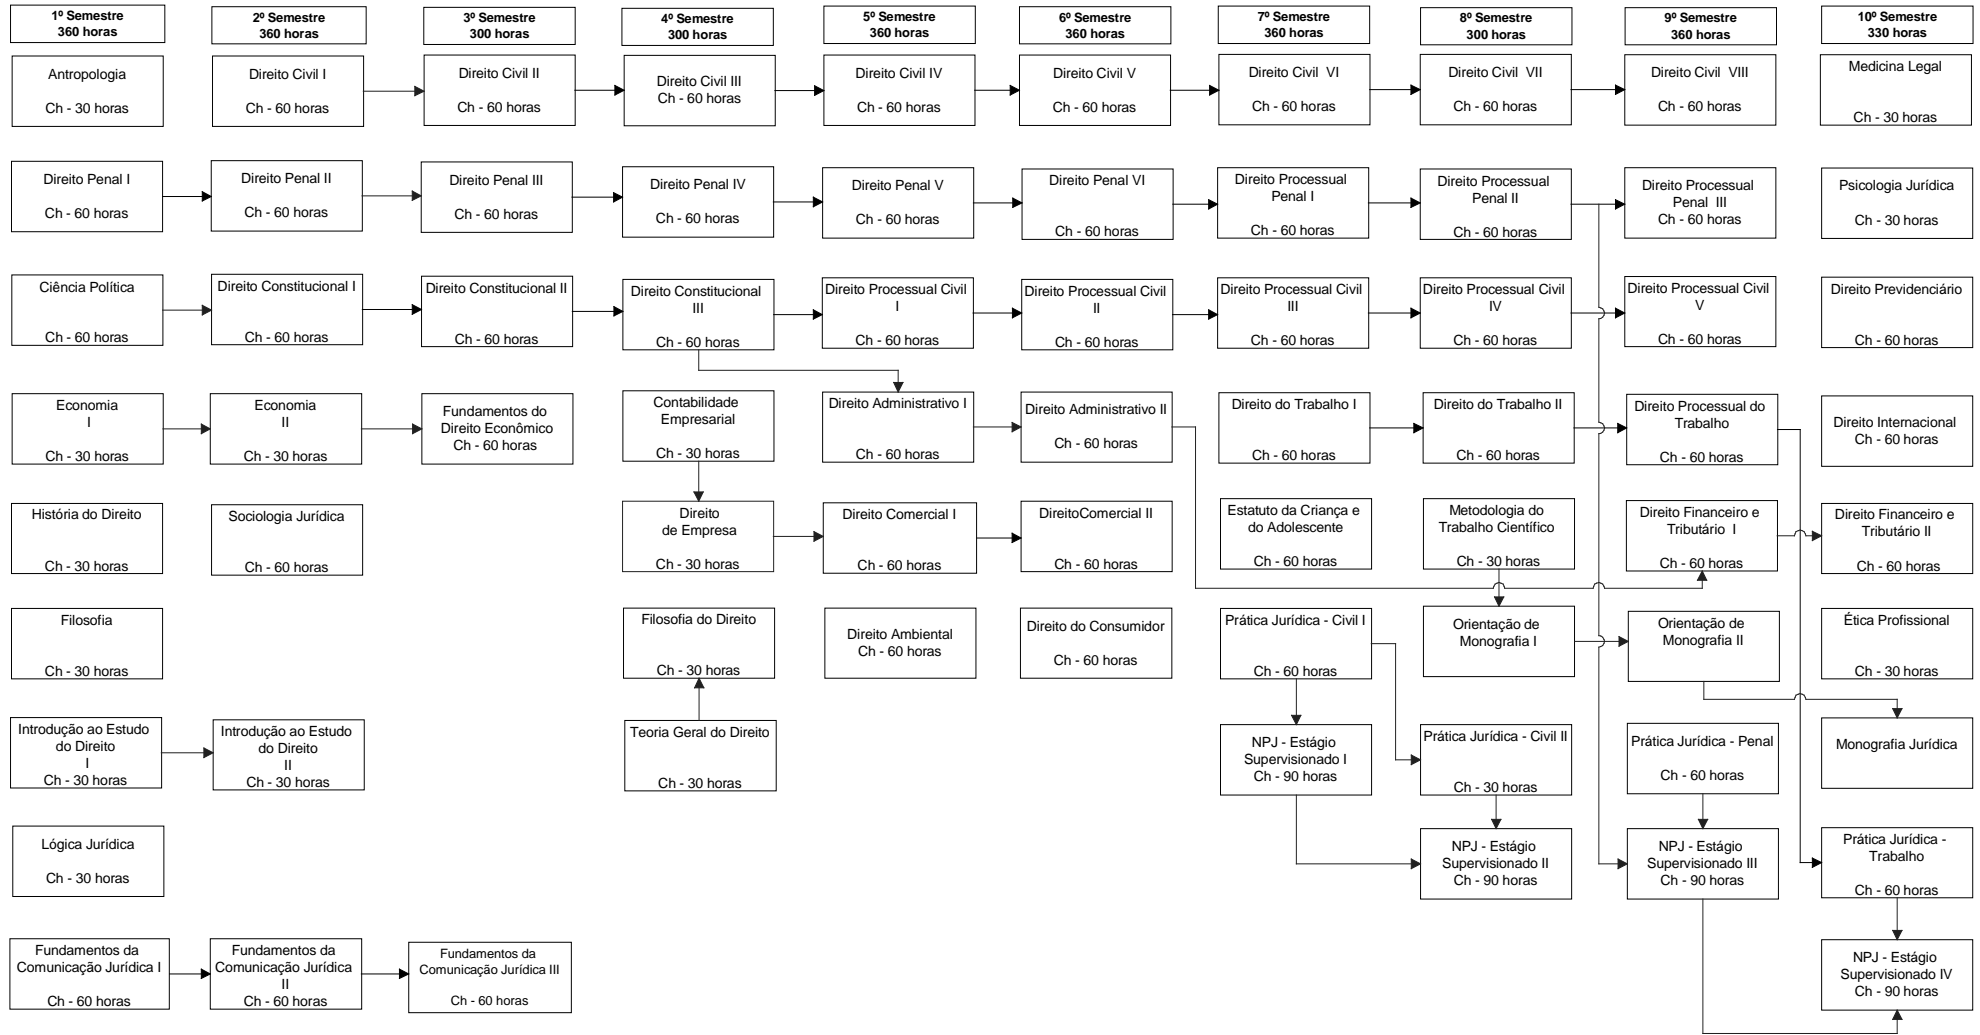 1º Semestre
360 horas
2º Semestre
360 horas
3º Semestre
300 horas
4º Semestre
300 horas
5º Semestre
360 horas
6º Semestre
360 horas
7º Semestre
360 horas
8º Semestre
300 horas
9º Semestre
360 horas
10º Semestre
330 horas
Antropologia
Ch - 30 horas
Direito Civil I
Ch - 60 horas
Direito Civil II
Ch - 60 horas
Direito Civil III
Ch - 60 horas
Direito Civil IV
Ch - 60 horas
Direito Civil V
Ch - 60 horas
Direito Civil VI
Ch - 60 horas
Direito Civil VII
Ch - 60 horas
Direito Civil VIII
Ch - 60 horas
Medicina Legal
Ch - 30 horas
Direito Penal I
Ch - 60 horas
Direito Penal II
Ch - 60 horas
Direito Penal III
Ch - 60 horas
Direito Penal IV
Ch - 60 horas
Direito Penal V
Ch - 60 horas
Direito Penal VI
Ch - 60 horas
Direito Processual
Penal I
Ch - 60 horas
Direito Processual
Penal II
Ch - 60 horas
Direito Processual
Penal III
Ch - 60 horas
Psicologia Jurídica
Ch - 30 horas
Ciência Política
Ch - 60 horas
Direito Constitucional I
Ch - 60 horas
Direito Constitucional II
Ch - 60 horas
Direito Constitucional
III
Ch - 60 horas
Direito Processual Civil
I
Ch - 60 horas
Direito Processual Civil
II
Ch - 60 horas
Direito Processual Civil
III
Ch - 60 horas
Direito Processual Civil
IV
Ch - 60 horas
Direito Processual Civil
V
Ch - 60 horas
Direito Previdenciário
Ch - 60 horas
Economia
I
Ch - 30 horas
Economia
II
Ch - 30 horas
Fundamentos do
Direito Econômico
Ch - 60 horas
Contabilidade
Empresarial
Ch - 30 horas
Direito Administrativo I
Ch - 60 horas
Direito Administrativo II
Ch - 60 horas
Direito do Trabalho I
Ch - 60 horas
Direito do Trabalho II
Ch - 60 horas
Direito Processual do
Trabalho
Ch - 60 horas
Direito Internacional
Ch - 60 horas
História do Direito
Ch - 30 horas
Sociologia Jurídica
Ch - 60 horas
Direito
de Empresa
Ch - 30 horas
Direito Comercial I
Ch - 60 horas
DireitoComercial II
Ch - 60 horas
Estatuto da Criança e
do Adolescente
Ch - 60 horas
Metodologia do
Trabalho Científico
Ch - 30 horas
Direito Financeiro e
Tributário I
Ch - 60 horas
Direito Financeiro e
Tributário II
Ch - 60 horas
Filosofia
Ch - 30 horas
Filosofia do Direito
Ch - 30 horas
Direito Ambiental
Ch - 60 horas
Direito do Consumidor
Ch - 60 horas
Prática Jurídica - Civil I
Ch - 60 horas
Orientação de
Monografia I
Orientação de
Monografia II
Ética Profissional
Ch - 30 horas
Introdução ao Estudo
do Direito
I
Ch - 30 horas
Introdução ao Estudo
do Direito
II
Ch - 30 horas
Teoria Geral do Direito
Ch - 30 horas
NPJ - Estágio
Supervisionado I
Ch - 90 horas
Prática Jurídica - Civil II
Ch - 30 horas
Prática Jurídica - Penal
Ch - 60 horas
Monografia Jurídica
Lógica Jurídica
Ch - 30 horas
NPJ - Estágio
Supervisionado II
Ch - 90 horas
NPJ - Estágio
Supervisionado III
Ch - 90 horas
Prática Jurídica -
Trabalho
Ch - 60 horas
Fundamentos da
Comunicação Jurídica I
Ch - 60 horas
Fundamentos da
Comunicação Jurídica
II
Ch - 60 horas
Fundamentos da
Comunicação Jurídica III
Ch - 60 horas
NPJ - Estágio
Supervisionado IV
Ch - 90 horas